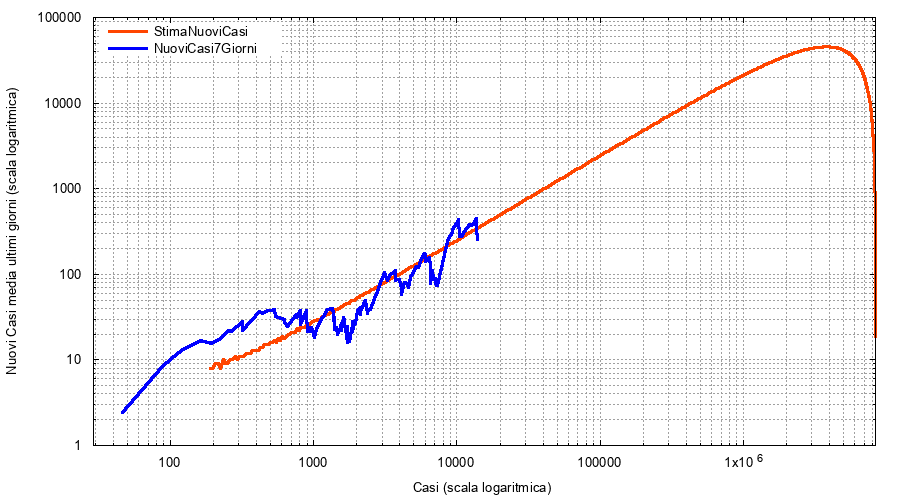 100000
10000
1000
100
10
1
StimaNuoviCasi
NuoviCasi7Giorni
Nuovi Casi media ultimi giorni (scala logaritmica)
100 1000 10000 100000 1x10 6
Casi (scala logaritmica)